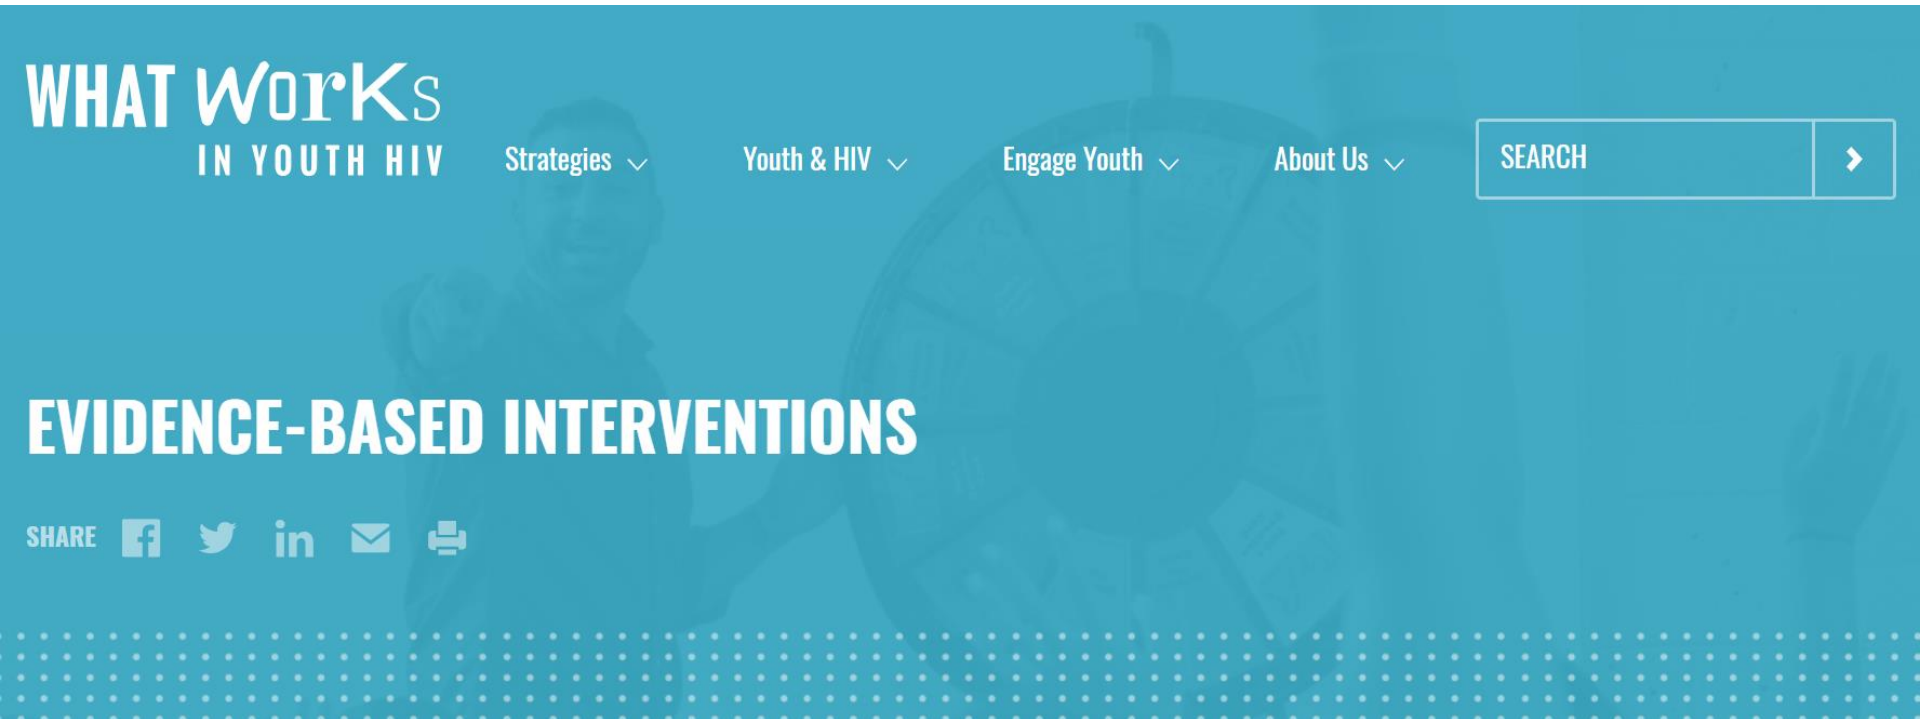 WHAT WorKs
IN YOUTH HIV
Strategies
Youth & HIV
Engage Youth
About Us
SEARCH
EVIDENCE-BASED INTERVENTIONS
SHARE